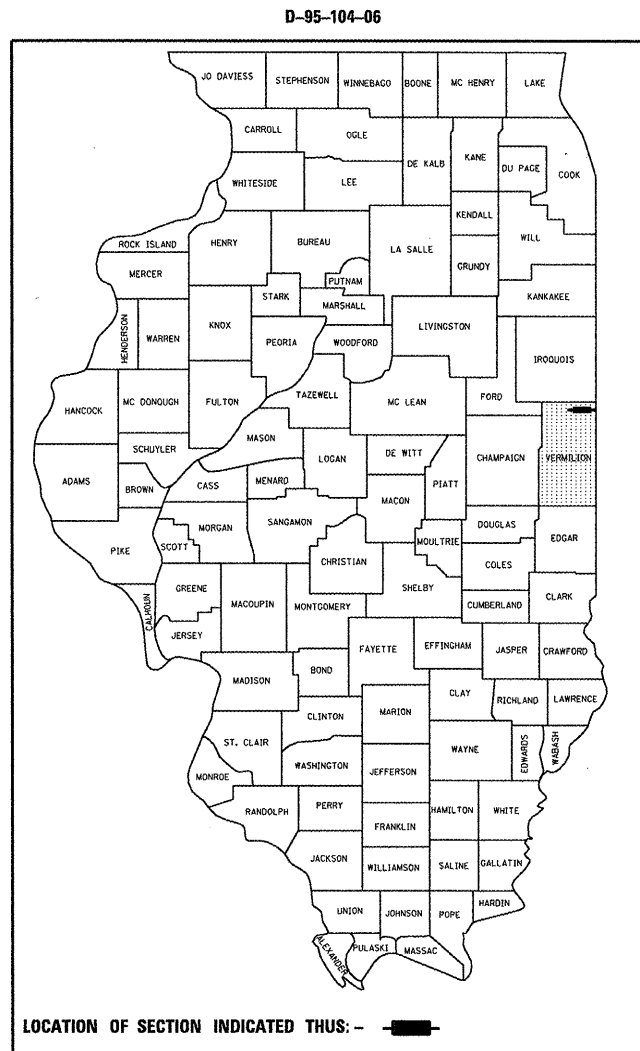 D-95-104-06
JO DAVIESS STEPHENSON WINNEBAGO BOONE MC HENRY LAKE
CARROLL OGLE DE KALB KANE DU PAGE COOK
WHITESIDE LEE
KENDALL WILL
ROCK ISLAND HENRY BUREAU LA SALLE
MERCER PUTNAM GRUNDY
STARK MARSHALL KANKAKEE
HENDERSON WARREN KNOX PEORIA WOODFORD LIVINGSTON IROQUOIS
HANCOCK MC DONOUGH FULTON TAZEWELL MC LEAN FORD
MASON
SCHUYLER LOGAN DE WITT CHAMPAIGN VERMILION
ADAMS BROWN CASS MENARD MACON PIATT
MORGAN SANGAMON DOUGLAS
PIKE SCOTT CHRISTIAN MOULTRIE EDGAR
COLES
GREENE SHELBY
CALHOUN MACOUPIN MONTGOMERY CUMBERLAND CLARK
JERSEY
FAYETTE EFFINGHAM JASPER CRAWFORD
MADISON BOND
CLAY RICHLAND LAWRENCE
CLINTON MARION
ST. CLAIR WAYNE EDWARDS WABASH
MONROE WASHINGTON JEFFERSON
RANDOLPH PERRY HAMILTON WHITE
FRANKLIN
JACKSON WILLIAMSON SALINE GALLATIN
UNION JOHNSON POPE HARDIN
ALEXANDER PULASKI MASSAC
LOCATION OF SECTION INDICATED THUS: -